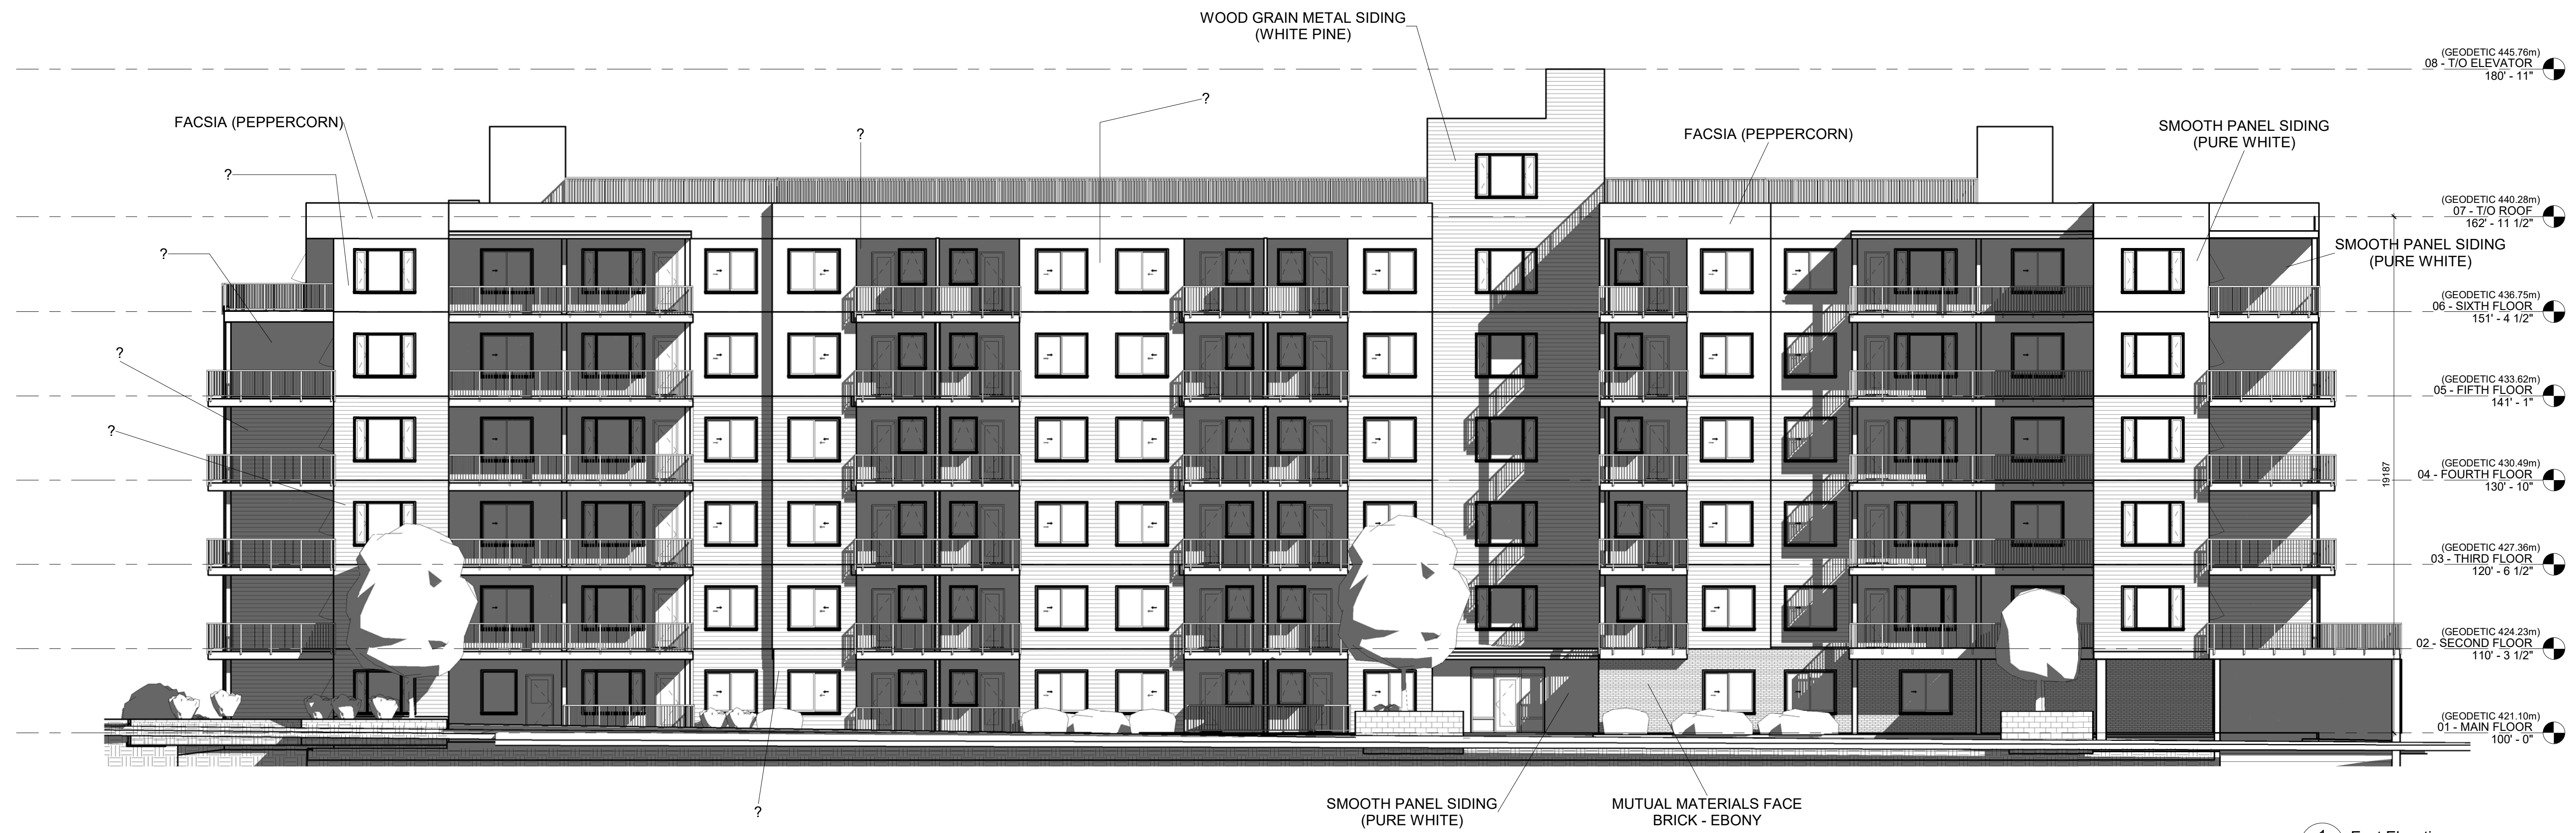 WOOD GRAIN METAL SIDING
(WHITE PINE)
(GEODETIC 445.76m)
08 - T/O ELEVATOR
180' - 11"
?
FACSIA (PEPPERCORN)
?
FACSIA (PEPPERCORN)
SMOOTH PANEL SIDING
(PURE WHITE)
?
(GEODETIC 440.28m)
07 - T/O ROOF
162' - 11 1/2"
?
SMOOTH PANEL SIDING
(PURE WHITE)
(GEODETIC 436.75m)
06 - SIXTH FLOOR
151' - 4 1/2"
?
(GEODETIC 433.62m)
05 - FIFTH FLOOR
141' - 1"
?
(GEODETIC 430.49m)
04 - FOURTH FLOOR
130' - 10"
19187
(GEODETIC 427.36m)
03 - THIRD FLOOR
120' - 6 1/2"
(GEODETIC 424.23m)
02 - SECOND FLOOR
110' - 3 1/2"
(GEODETIC 421.10m)
01 - MAIN FLOOR
100' - 0"
?
SMOOTH PANEL SIDING
(PURE WHITE)
MUTUAL MATERIALS FACE
BRICK - EBONY